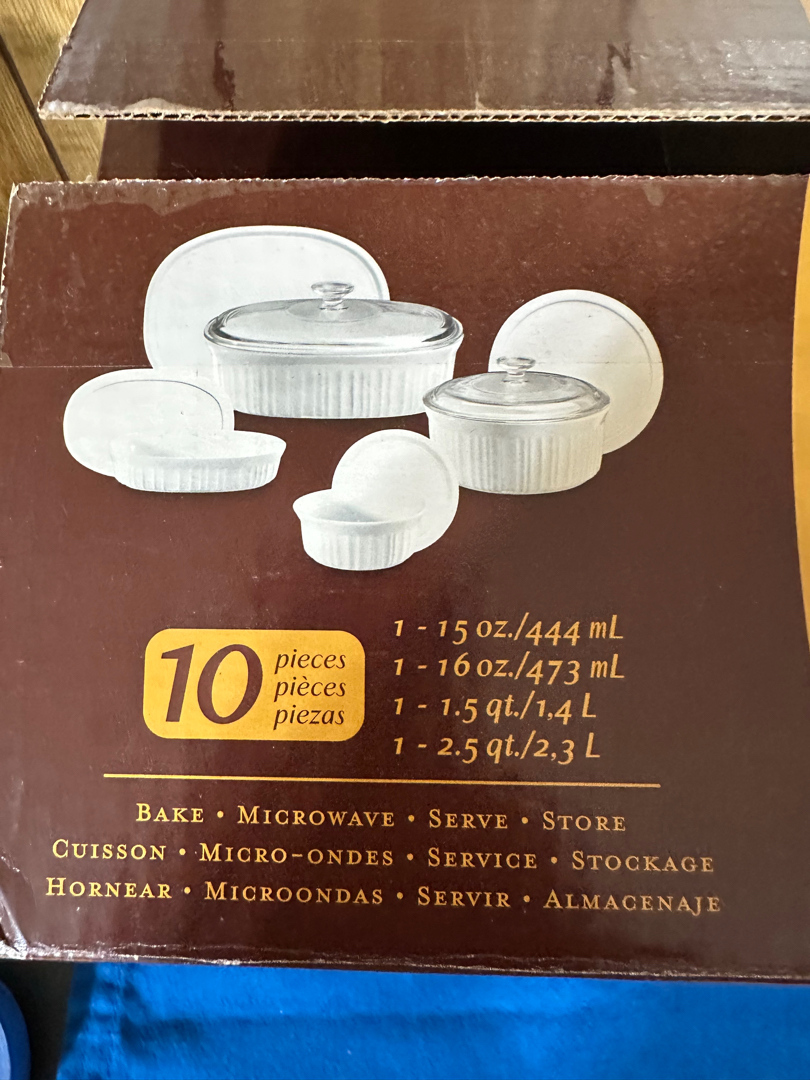 10 pieces
pièces
piezas
1 - 15 oz./444 mL
1 - 16 oz./473 mL
1 - 1.5 qt./1,4 L
1 - 2.5 qt./2,3 L
BAKE • MICROWAVE • SERVE • STORE
CUISSON • MICRO-ONDES • SERVICE • STOCKAGE
HORNEAR • MICROONDAS • SERVIR • ALMACENAJE